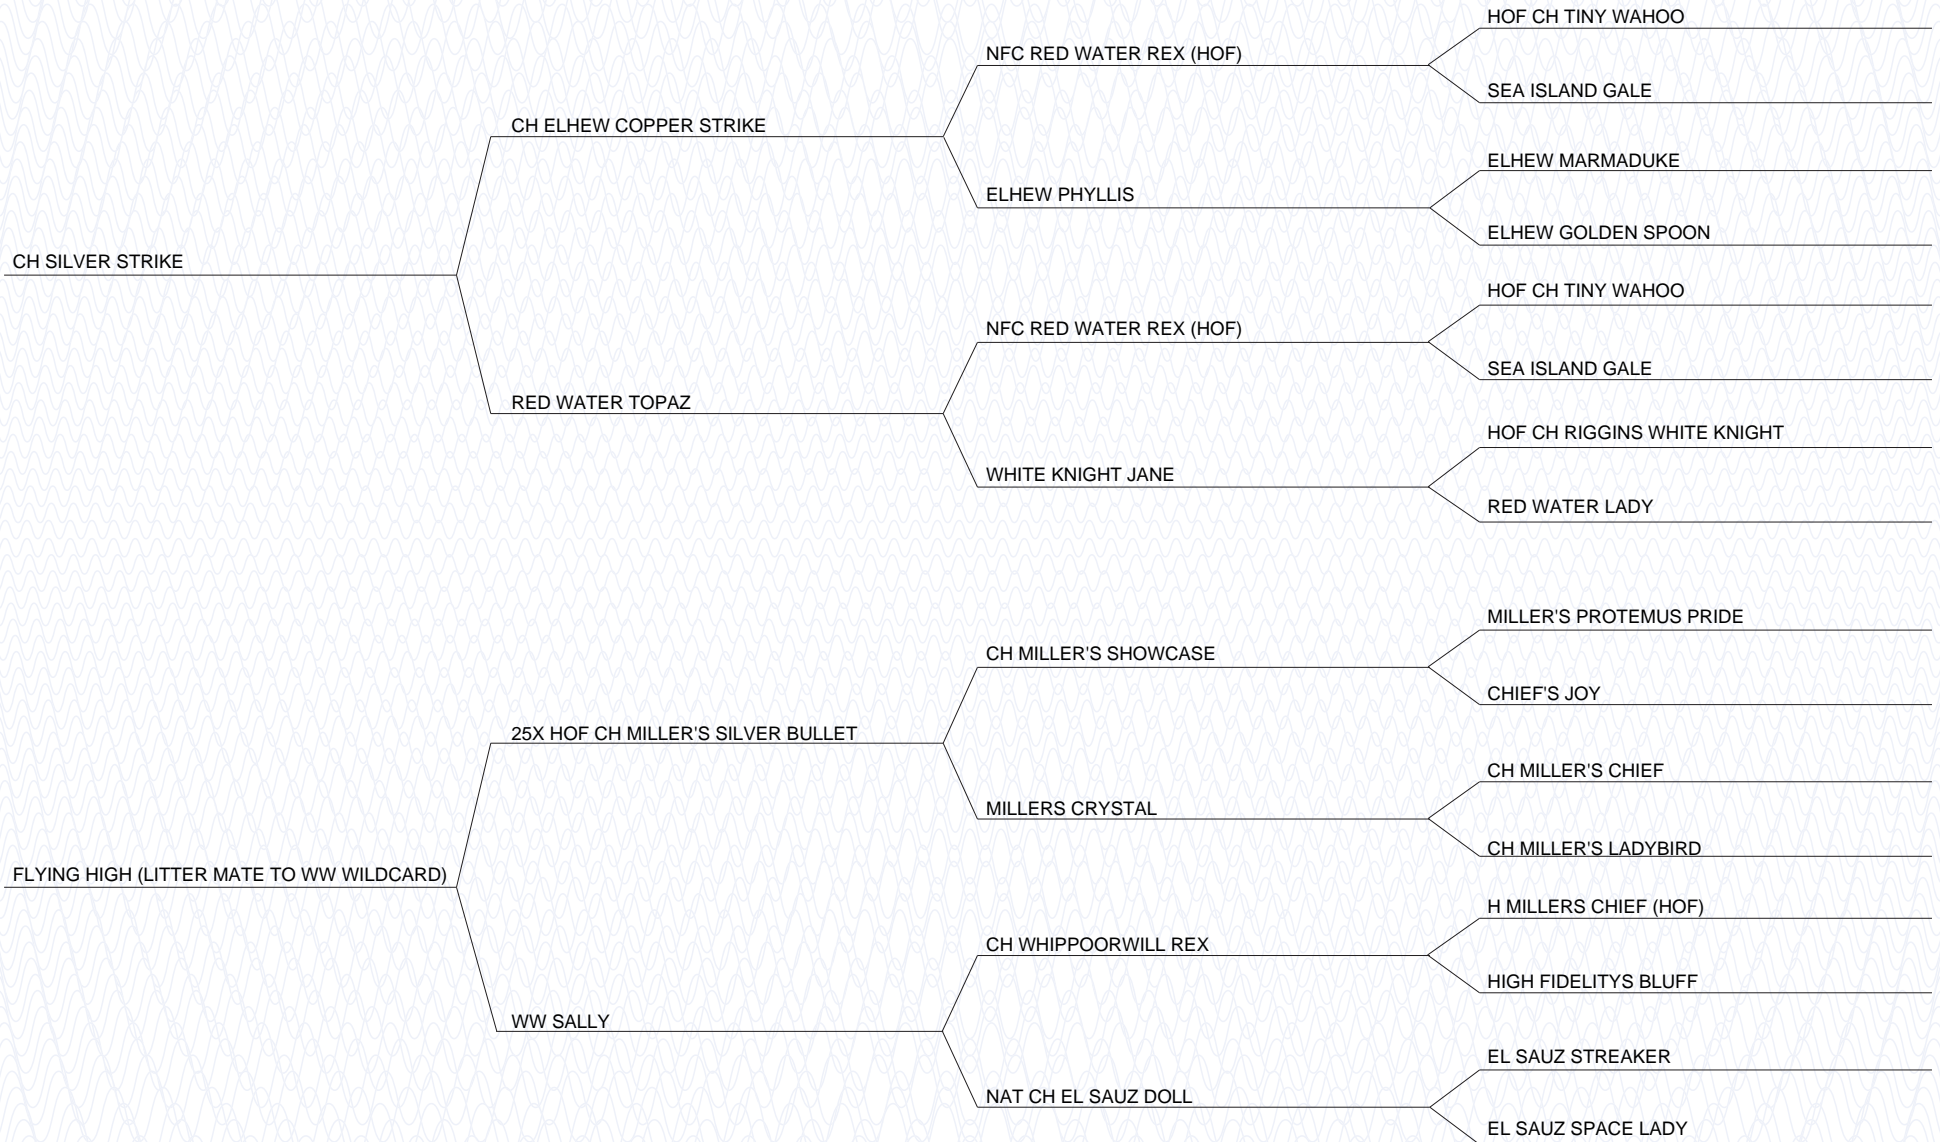 HOF CH TINY WAHOO
NFC RED WATER REX (HOF)
SEA ISLAND GALE
CH ELHEW COPPER STRIKE
ELHEW MARMADUKE
ELHEW PHYLLIS
ELHEW GOLDEN SPOON
CH SILVER STRIKE
HOF CH TINY WAHOO
NFC RED WATER REX (HOF)
SEA ISLAND GALE
RED WATER TOPAZ
HOF CH RIGGINS WHITE KNIGHT
WHITE KNIGHT JANE
RED WATER LADY
MILLER'S PROTEMUS PRIDE
CH MILLER'S SHOWCASE
CHIEF'S JOY
25X HOF CH MILLER'S SILVER BULLET
CH MILLER'S CHIEF
MILLERS CRYSTAL
CH MILLER'S LADYBIRD
FLYING HIGH (LITTER MATE TO WW WILDCARD)
H MILLERS CHIEF (HOF)
CH WHIPPOORWILL REX
HIGH FIDELITYS BLUFF
WW SALLY
EL SAUZ STREAKER
NAT CH EL SAUZ DOLL
EL SAUZ SPACE LADY